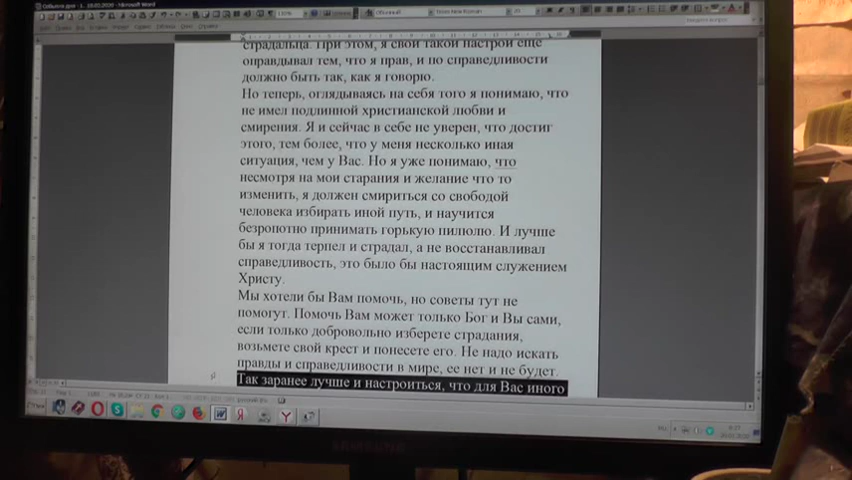 страдальца. При этом, я свой такой настрой еще
оправдывал тем, что я прав, и по справедливости
должно быть так, как я говорю.
Но теперь, оглядываясь на себя того я понимаю, что
не имел подлинной христианской любви и
смирения. Я и сейчас в себе не уверен, что достиг
этого, тем более, что у меня несколько иная
ситуация, чем у Вас. Но я уже понимаю, что
несмотря на мои старания и желание что то
изменить, я должен смириться со свободой
человека избирать иной путь, и научится
безропотно принимать горькую пилюлю. И лучше
бы я тогда терпел и страдал, а не восстанавливал
справедливость, это было бы настоящим служением
Христу.
Мы хотели бы Вам помочь, но советы тут не
помогут. Помочь Вам может только Бог и Вы сами,
если только добровольно изберете страдания,
возьмете свой крест и понесете его. Не надо искать
правды и справедливости в мире, ее нет и не будет.
Так заранее лучше и настроиться, что для Вас иного